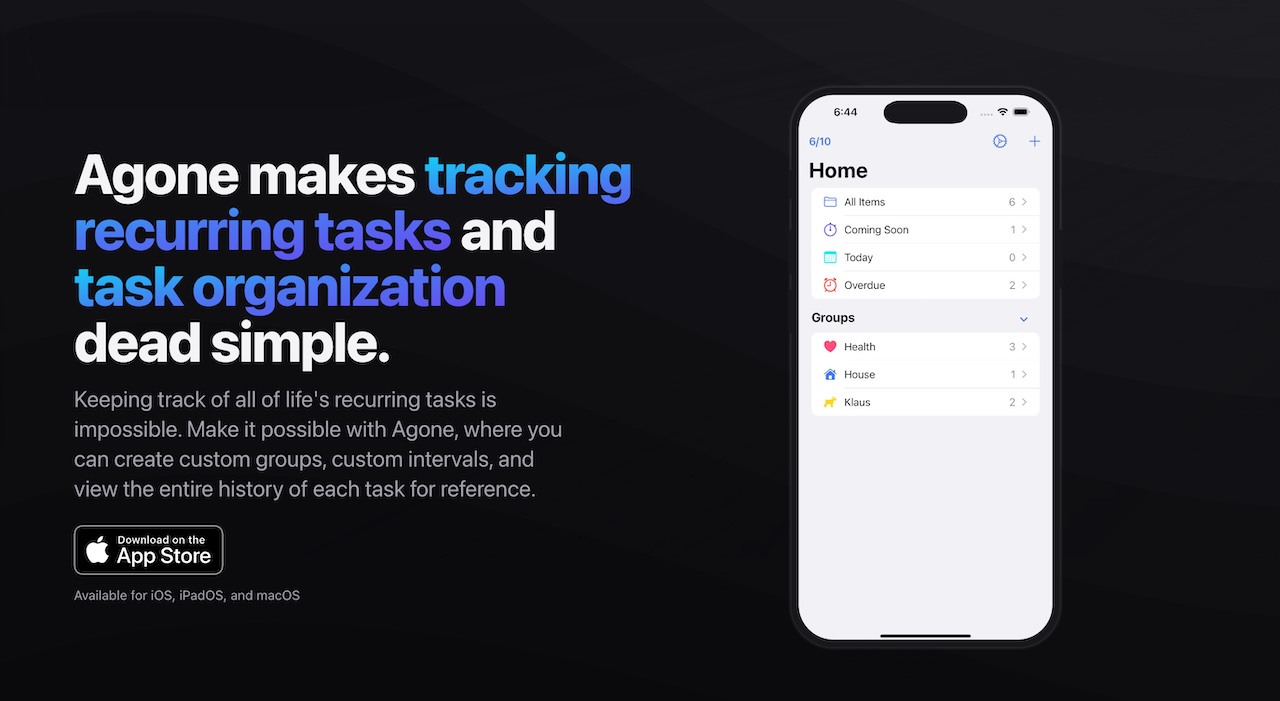 Agone makes tracking
recurring tasks and
task organization
dead simple.
Keeping track of all of life's recurring tasks is
impossible. Make it possible with Agone, where you
can create custom groups, custom intervals, and
view the entire history of each task for reference.
Download on the
App Store
Available for iOS, iPadOS, and macOS
6:44
6/10
Home
All Items 6
Coming Soon 1
Today 0
Overdue 2
Groups
Health 3
House 1
Klaus 2